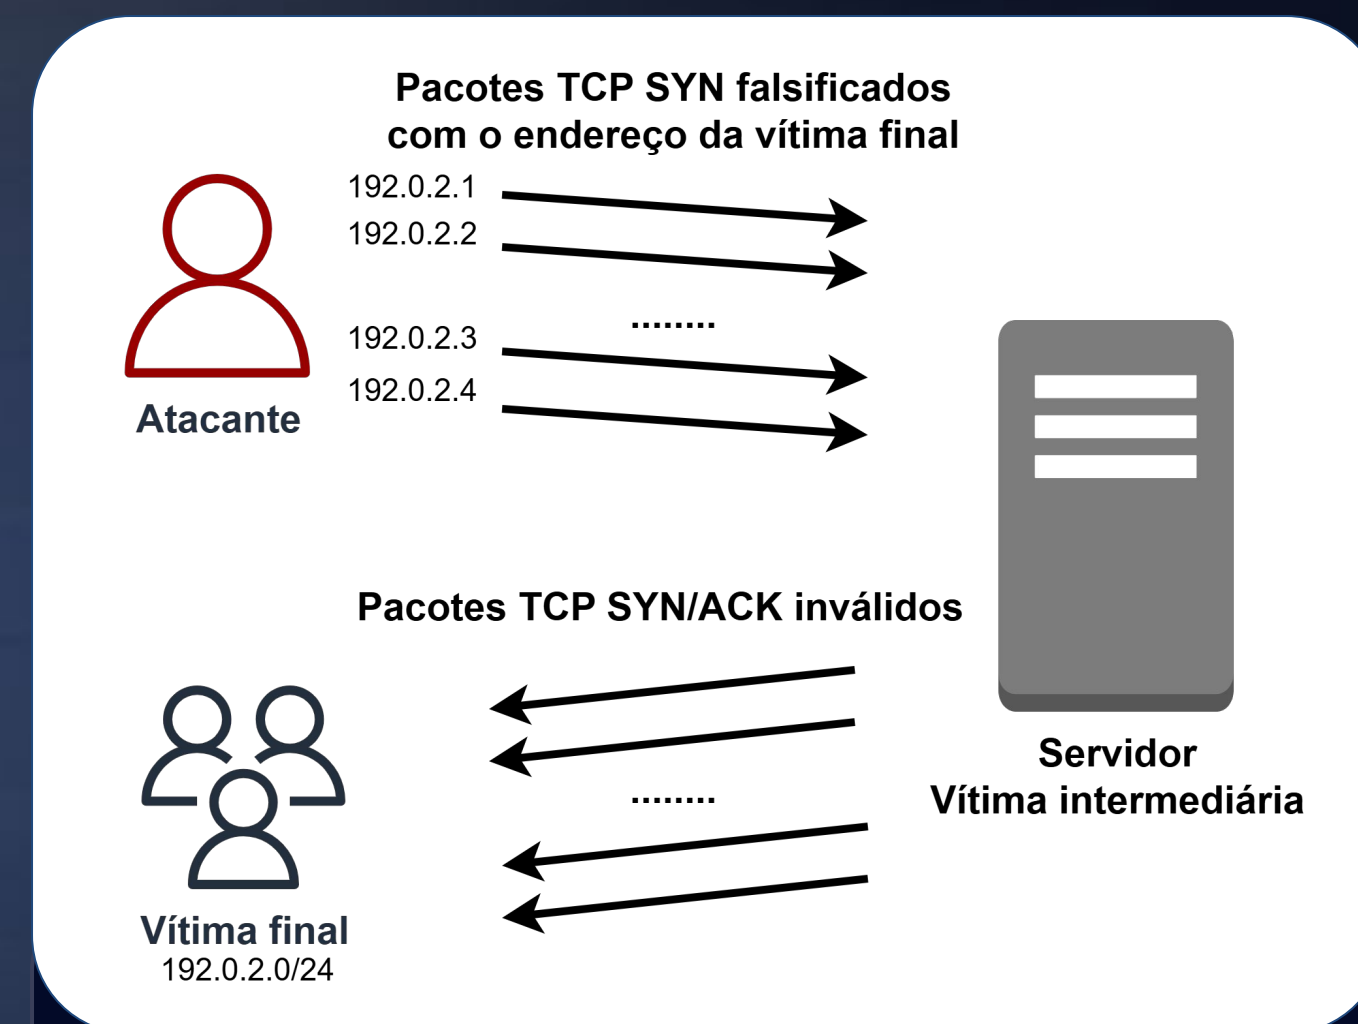 Pacotes TCP SYN falsificados
com o endereço da vítima final
192.0.2.1
192.0.2.2
........
192.0.2.3
192.0.2.4
Atacante
Pacotes TCP SYN/ACK inválidos
........
Servidor
Vítima intermediária
Vítima final
192.0.2.0/24